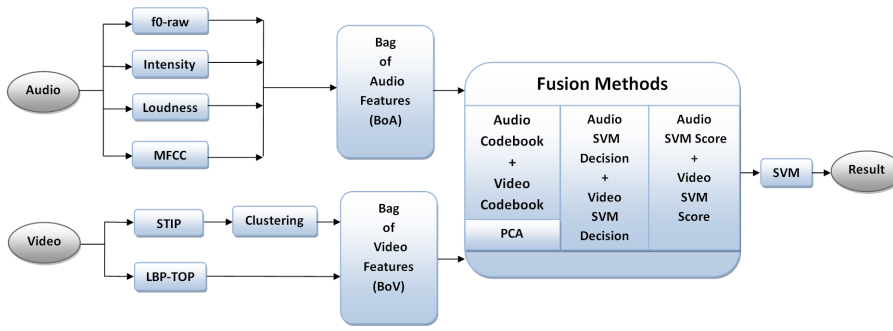 Audio
f0-raw
Intensity
Loudness
MFCC
Bag
of
Audio
Features
(BoA)
Video
STIP
Clustering
LBP-TOP
Bag
of
Video
Features
(BoV)
Fusion Methods
Audio
Codebook
+
Video
Codebook
PCA
Audio
SVM
Decision
+
Video
SVM
Decision
Audio
SVM Score
+
Video
SVM
Score
SVM
Result